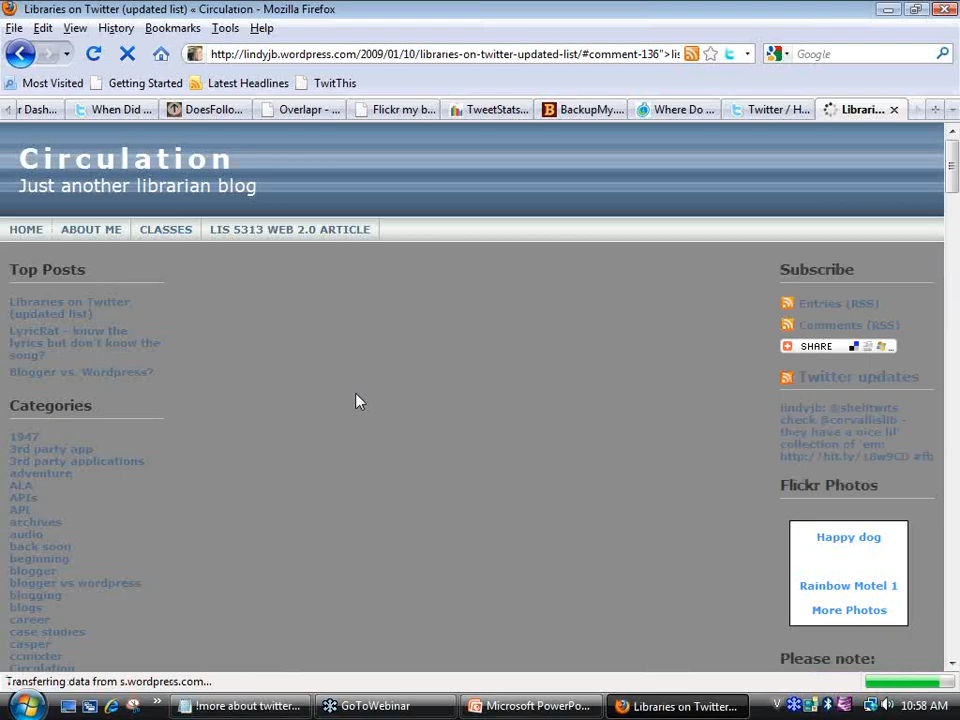 Libraries on Twitter (updated list) « Circulation - Mozilla Firefox
File Edit View History Bookmarks Tools Help
http://lindyjb.wordpress.com/2009/01/10/libraries-on-twitter-updated-list/#comment-136">lis
Google
Most Visited Getting Started Latest Headlines TwitThis
r Dash... When Did ... DoesFollo... Overlapr - ... Flickr my b... TweetStats... BackupMy.... Where Do ... Twitter / H... Librari...
Circulation
Just another librarian blog
HOME ABOUT ME CLASSES LIS 5313 WEB 2.0 ARTICLE
Top Posts
Libraries on Twitter
(updated list)
LyricRat - know the
lyrics but don't know the
song?
Blogger vs. Wordpress?
Categories
1947
3rd party app
3rd party applications
adventure
ALA
APIs
API
archives
audio
back soon
beginning
blogger
blogger vs wordpress
blogging
blogs
career
case studies
casper
ccmixter
Circulation
Subscribe
Entries (RSS)
Comments (RSS)
SHARE
Twitter updates
lindyjb: @shelitwits
check @corvallislib -
they have a nice lil'
collection of 'em:
#fb
Flickr Photos
Happy dog
Rainbow Motel 1
More Photos
Please note:
Transferring data from s.wordpress.com...
!more about twitter... GoToWebinar Microsoft PowerPo... Libraries on Twitter... 10:58 AM